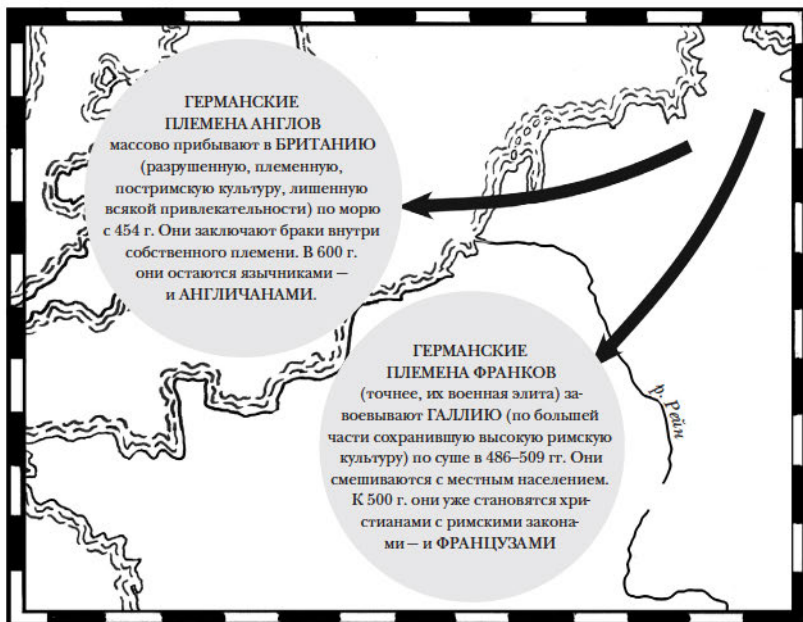 ГЕРМАНСКИЕ
ПЛЕМЕНА АНГЛОВ
массово прибывают в БРИТАНИЮ
(разрушенную, племенную,
постримскую культуру, лишенную
всякой привлекательности) по морю
с 454 г. Они заключают браки внутри
собственного племени. В 600 г.
они остаются язычниками —
и АНГЛИЧАНАМИ.
ГЕРМАНСКИЕ
ПЛЕМЕНА ФРАНКОВ
(точнее, их военная элита) за-
воевывают ГАЛЛИЮ (по большей
части сохранившую высокую римскую
культуру) по суше в 486–509 гг. Они
смешиваются с местным населением.
К 500 г. они уже становятся хри-
стианами с римскими закона-
ми — и ФРАНЦУЗАМИ
р. Рейн